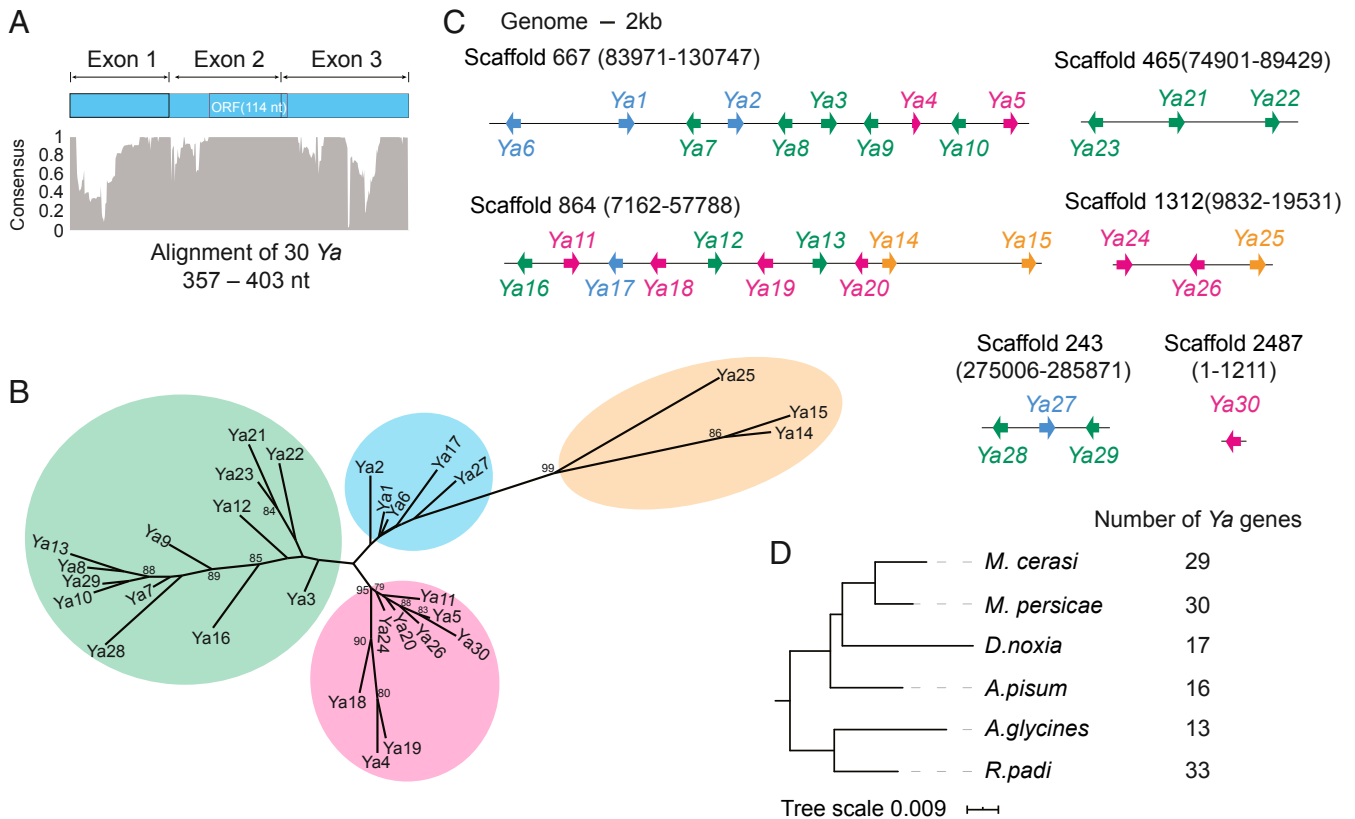 A
Exon 1 Exon 2 Exon 3
ORF(114 nt)
Consensus
1
0.8
0.6
0.4
0.2
0
Alignment of 30 Ya
357 – 403 nt
C
Genome – 2kb
Scaffold 667 (83971-130747)
Ya1 Ya2 Ya3 Ya4 Ya5
Ya6 Ya7 Ya8 Ya9 Ya10
Scaffold 465(74901-89429)
Ya21 Ya22
Ya23
Scaffold 864 (7162-57788)
Ya11 Ya12 Ya13 Ya14 Ya15
Ya16 Ya17 Ya18 Ya19 Ya20
Scaffold 1312(9832-19531)
Ya24 Ya25
Ya26
Scaffold 243
(275006-285871)
Ya27
Ya28 Ya29
Scaffold 2487
(1-1211)
Ya30
B
Ya21
Ya22
Ya23
84
Ya12
Ya9
Ya13
Ya8
Ya29
Ya10
88
Ya7
89
85
Ya28
Ya16
Ya3
Ya2
Ya1
Ya6
Ya17
Ya27
99
Ya25
86
Ya15
Ya14
95
79
Ya11
88
83
Ya5
Ya30
Ya26
Ya20
Ya24
90
Ya18
80
Ya19
Ya4
D
Number of Ya genes
M. cerasi 29
M. persicae 30
D.noxia 17
A.pisum 16
A.glycines 13
R.padi 33
Tree scale 0.009